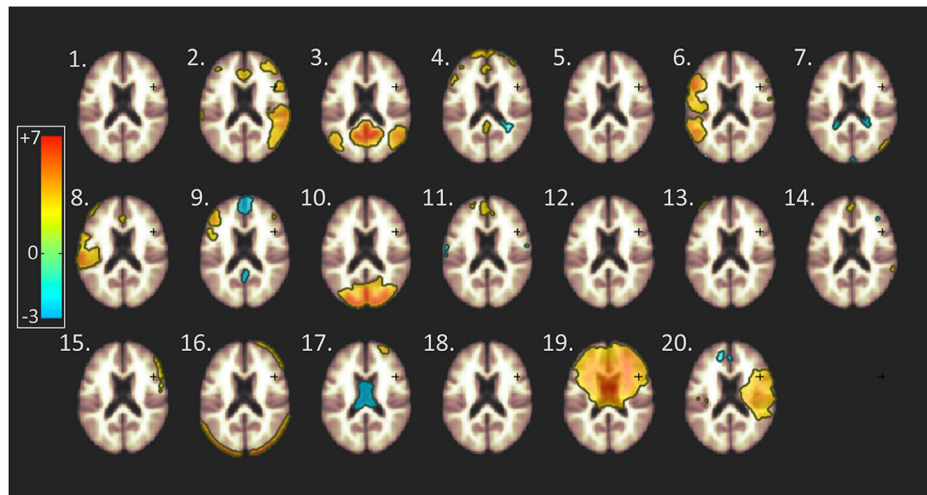 1. 2. 3. 4. 5. 6. 7.
+7
8. 9. 10. 11. 12. 13. 14.
0
-3
15. 16. 17. 18. 19. 20.